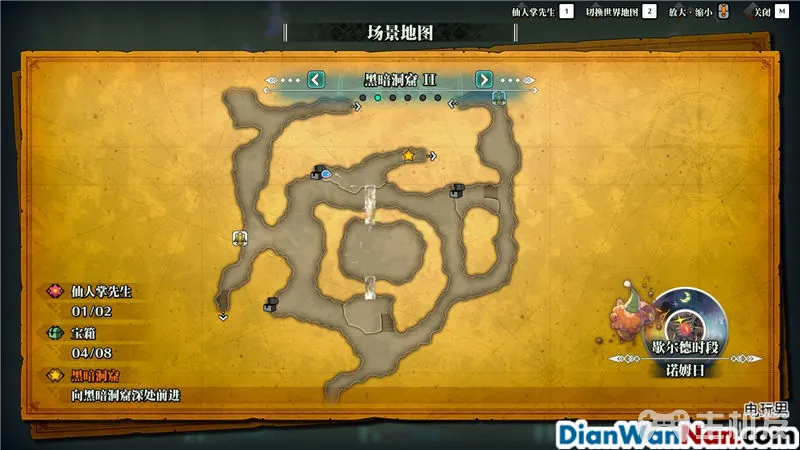 仙人掌先生 1 切换世界地图 2 放大·缩小 关闭 M
场景地图
黑暗洞窟 II
仙人掌先生
01/02
宝箱
04/08
黑暗洞窟
向黑暗洞窟深处前进
歇尔德时段
诺姆日
电玩男
DianWanNan.com